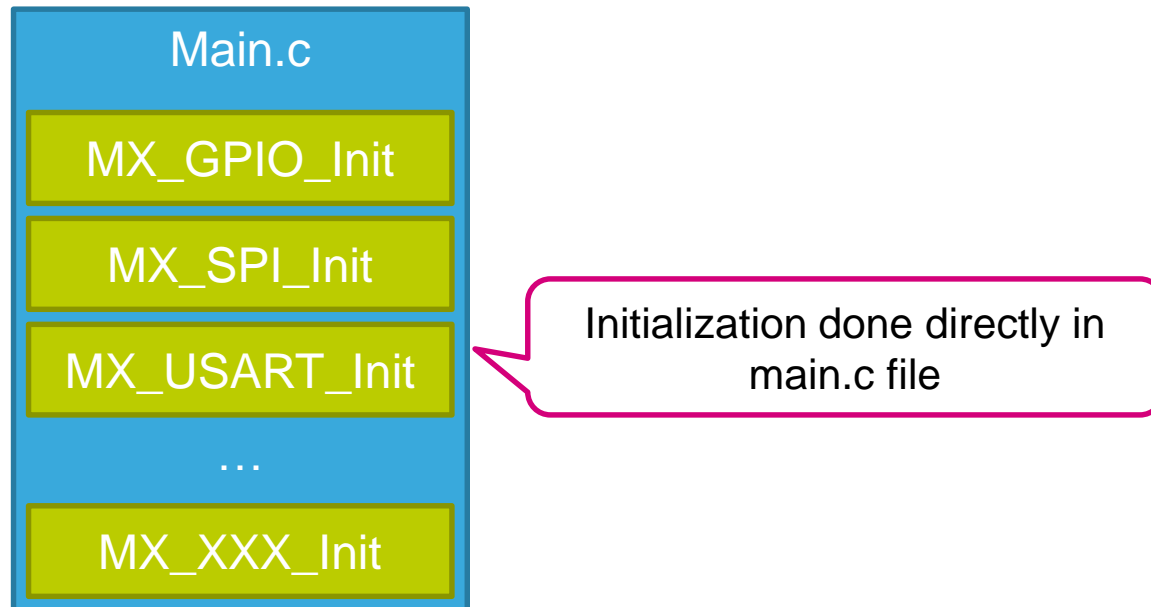 Main.c
MX_GPIO_Init
MX_SPI_Init
MX_USART_Init
…
MX_XXX_Init
Initialization done directly in
main.c file